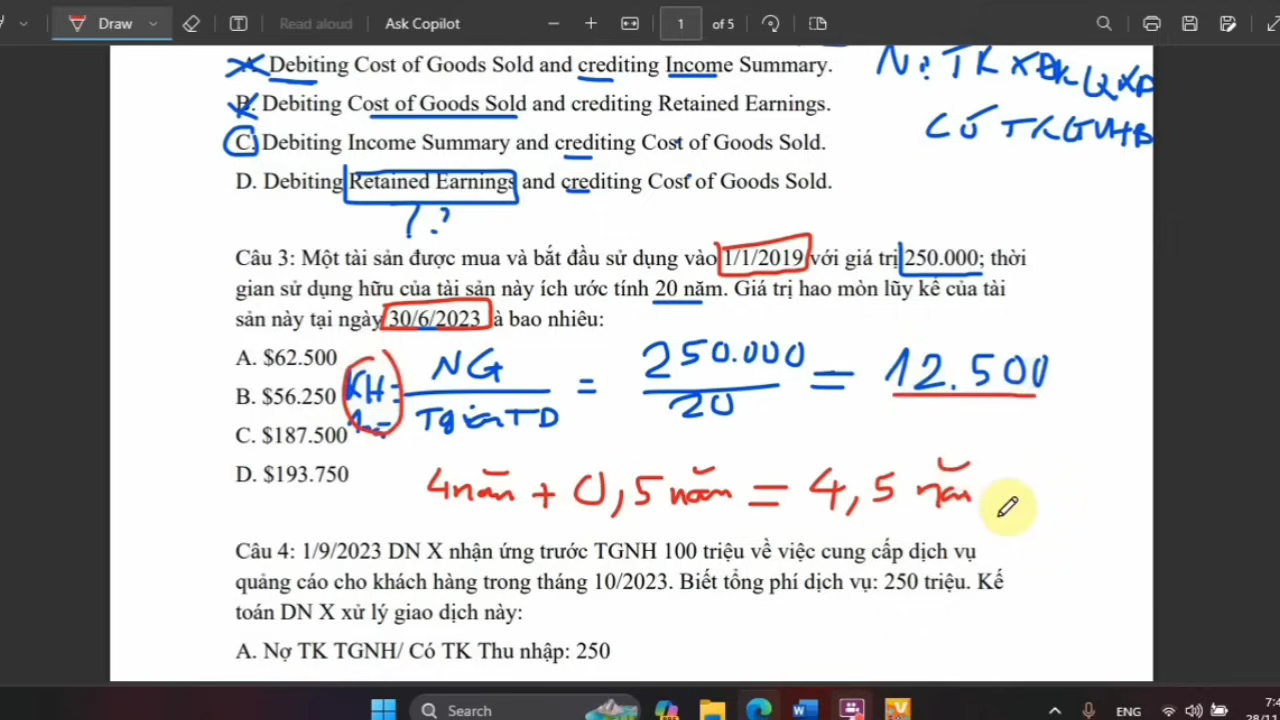 Draw
Read aloud
Ask Copilot
1
of 5
A. Debiting Cost of Goods Sold and crediting Income Summary.
Nợ TK XĐKQKD
B. Debiting Cost of Goods Sold and crediting Retained Earnings.
CÓ TK GVHB
C. Debiting Income Summary and crediting Cost of Goods Sold.
D. Debiting Retained Earnings and crediting Cost of Goods Sold.
??
Câu 3: Một tài sản được mua và bắt đầu sử dụng vào 1/1/2019 với giá trị 250.000; thời
gian sử dụng hữu của tài sản này ích ước tính 20 năm. Giá trị hao mòn lũy kế của tài
sản này tại ngày 30/6/2023 à bao nhiêu:
A. $62.500
B. $56.250
C. $187.500
D. $193.750
KH = NG = 250.000 = 12.500
TgianTD 20
4 năm + 0,5 năm = 4,5 năm
Câu 4: 1/9/2023 DN X nhận ứng trước TGNH 100 triệu về việc cung cấp dịch vụ
quảng cáo cho khách hàng trong tháng 10/2023. Biết tổng phí dịch vụ: 250 triệu. Kế
toán DN X xử lý giao dịch này:
A. Nợ TK TGNH/ Có TK Thu nhập: 250
Search
ENG